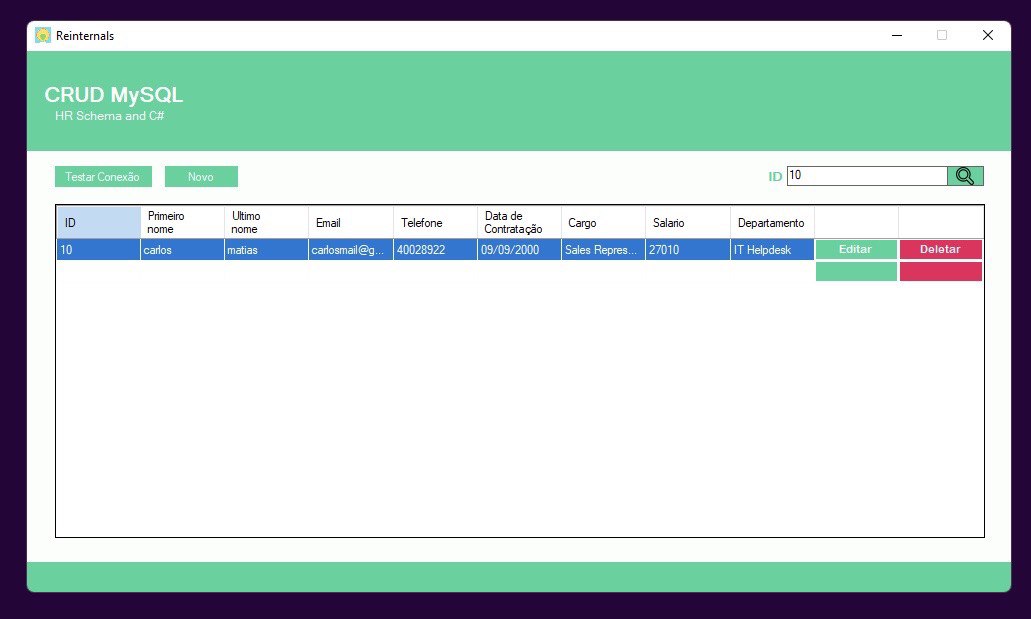 Reinternals
CRUD MySQL
HR Schema and C#
Testar Conexão Novo ID 10
ID Primeiro nome Ultimo nome Email Telefone Data de Contratação Cargo Salario Departamento
10 carlos matias carlosmail@g... 40028922 09/09/2000 Sales Repres... 27010 IT Helpdesk Editar Deletar